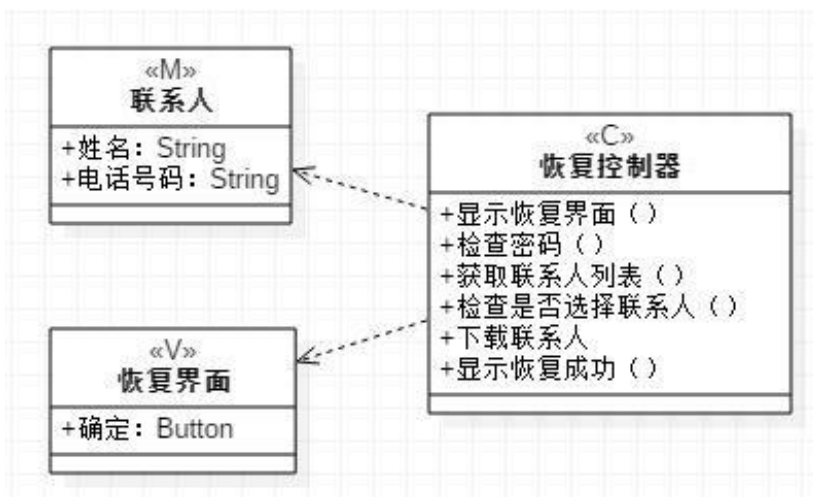 «M»
联系人
+姓名：String
+电话号码：String
«C»
恢复控制器
+显示恢复界面（）
+检查密码（）
+获取联系人列表（）
+检查是否选择联系人（）
+下载联系人
+显示恢复成功（）
«V»
恢复界面
+确定：Button